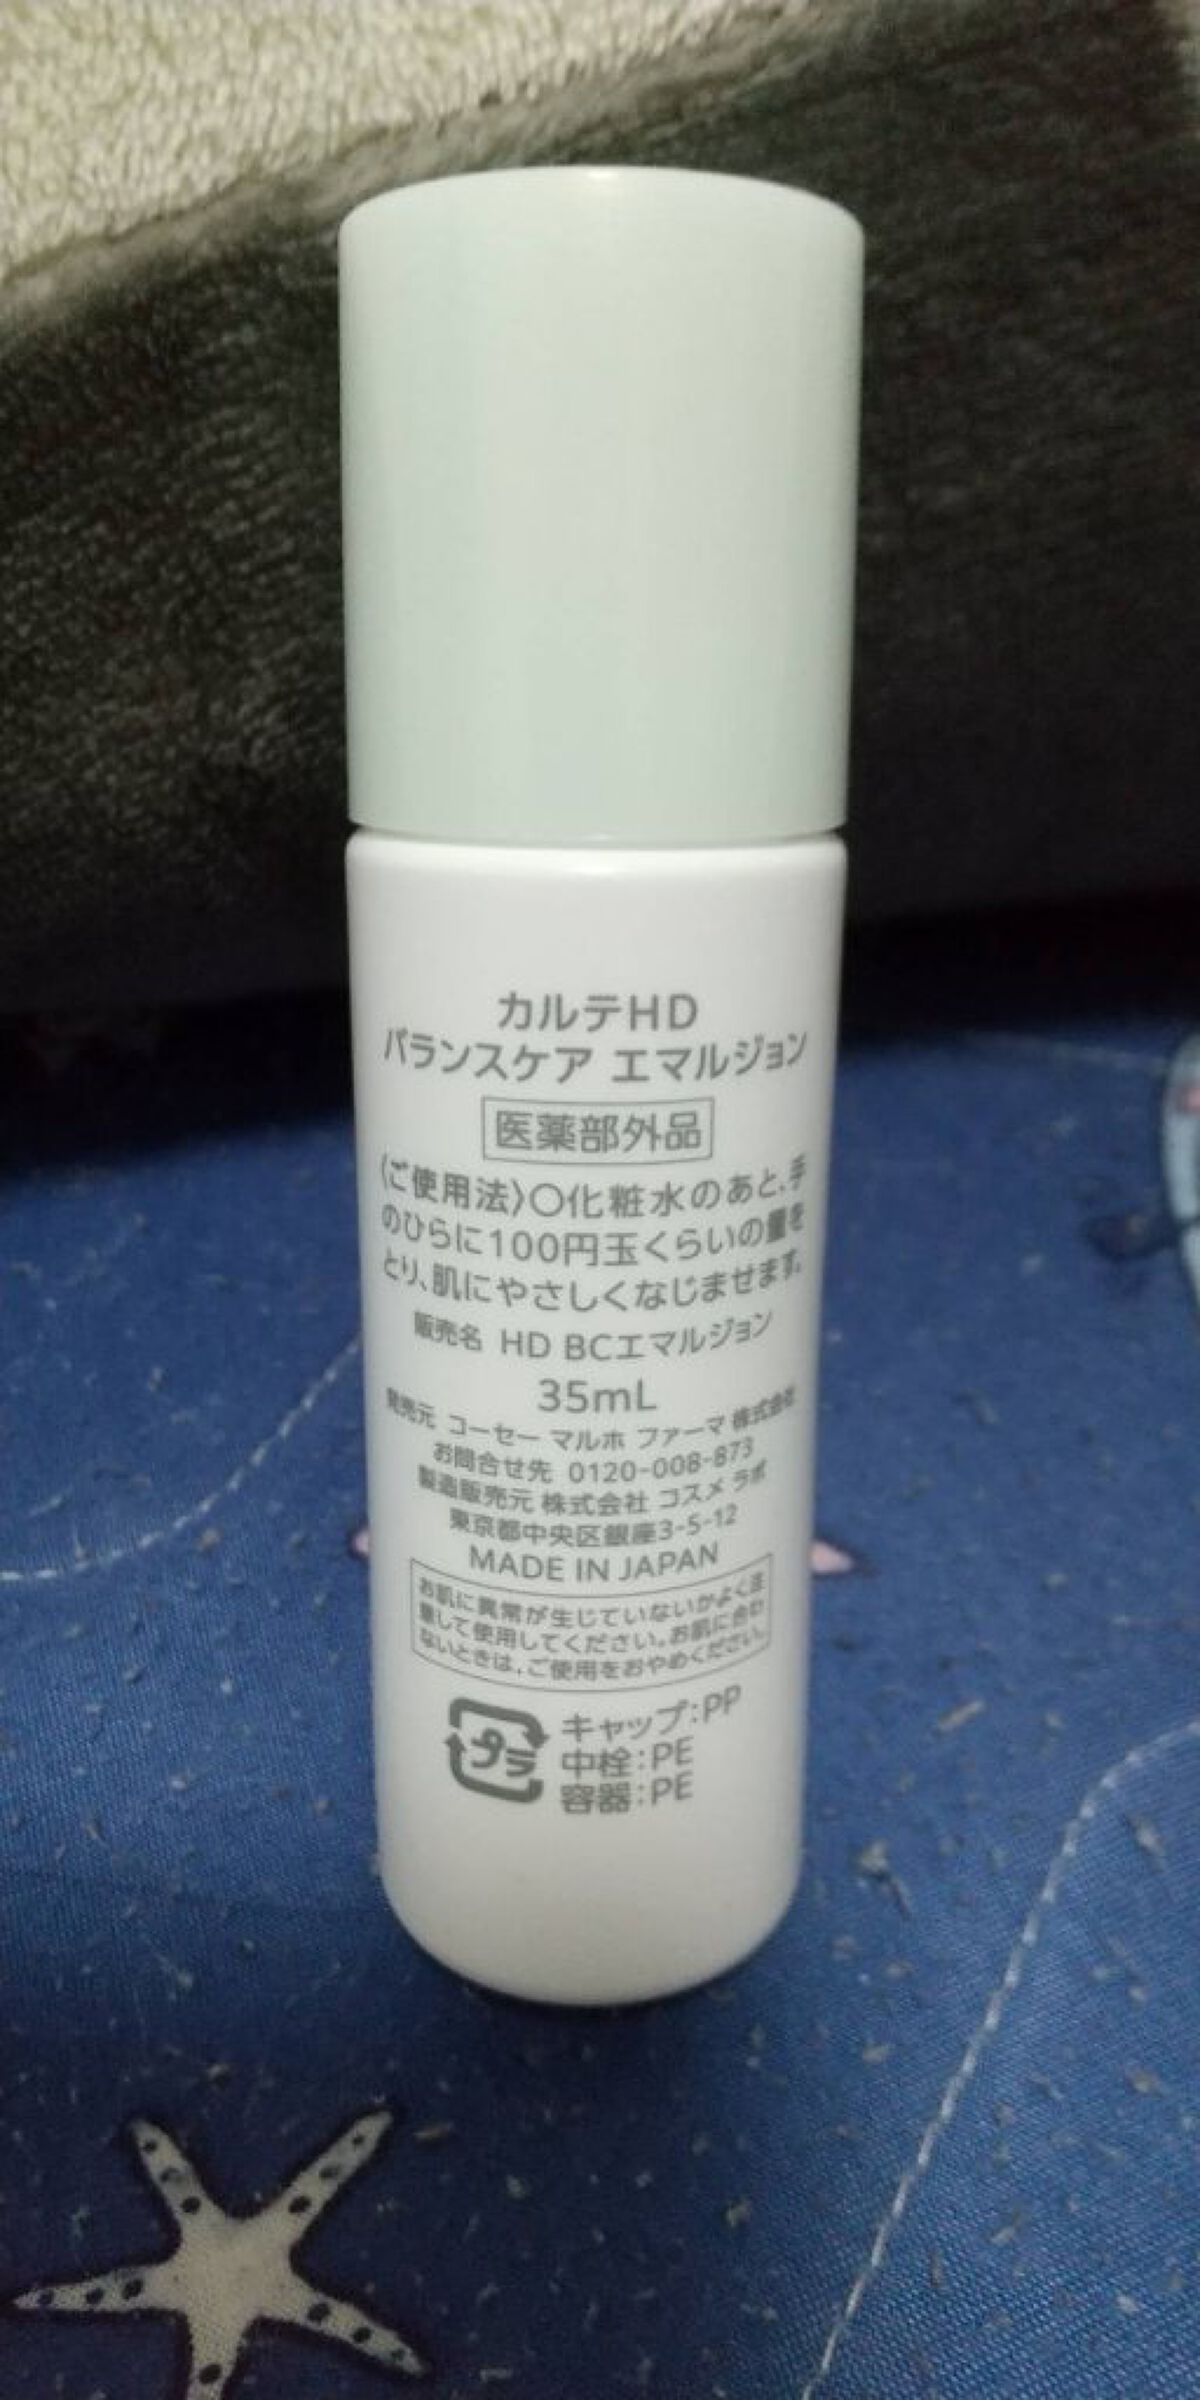 カルテHD
バランスケア エマルジョン
医薬部外品
〈ご使用法〉○化粧水のあと、手
のひらに100円玉くらいの量を
とり、肌にやさしくなじませます。
販売名 HD BCエマルジョン
35mL
発売元 コーセー マルホ ファーマ 株式会社
お問合せ先 0120-008-873
製造販売元 株式会社 コスメ ラボ
東京都中央区銀座3-5-12
MADE IN JAPAN
お肌に異常が生じていないかよく注
意して使用してください。お肌に合わ
ないときは、ご使用をおやめください。
プラ
キャップ:PP
中栓:PE
容器:PE